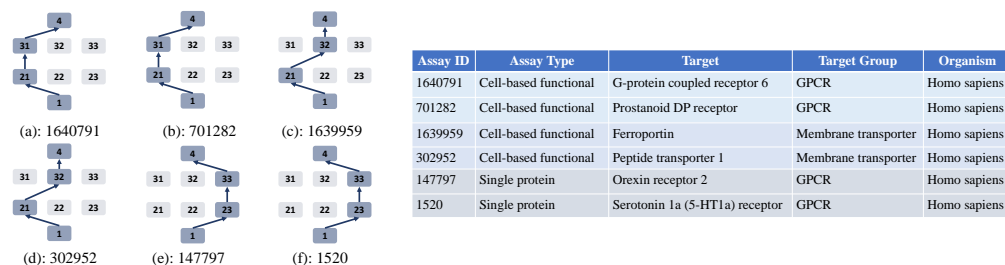 4
31 32 33
21 22 23
1
(a): 1640791
4
31 32 33
21 22 23
1
(b): 701282
4
31 32 33
21 22 23
1
(c): 1639959
4
31 32 33
21 22 23
1
(d): 302952
4
31 32 33
21 22 23
1
(e): 147797
4
31 32 33
21 22 23
1
(f): 1520
Assay ID Assay Type Target Target Group Organism
1640791 Cell-based functional G-protein coupled receptor 6 GPCR Homo sapiens
701282 Cell-based functional Prostanoid DP receptor GPCR Homo sapiens
1639959 Cell-based functional Ferroportin Membrane transporter Homo sapiens
302952 Cell-based functional Peptide transporter 1 Membrane transporter Homo sapiens
147797 Single protein Orexin receptor 2 GPCR Homo sapiens
1520 Single protein Serotonin 1a (5-HT1a) receptor GPCR Homo sapiens